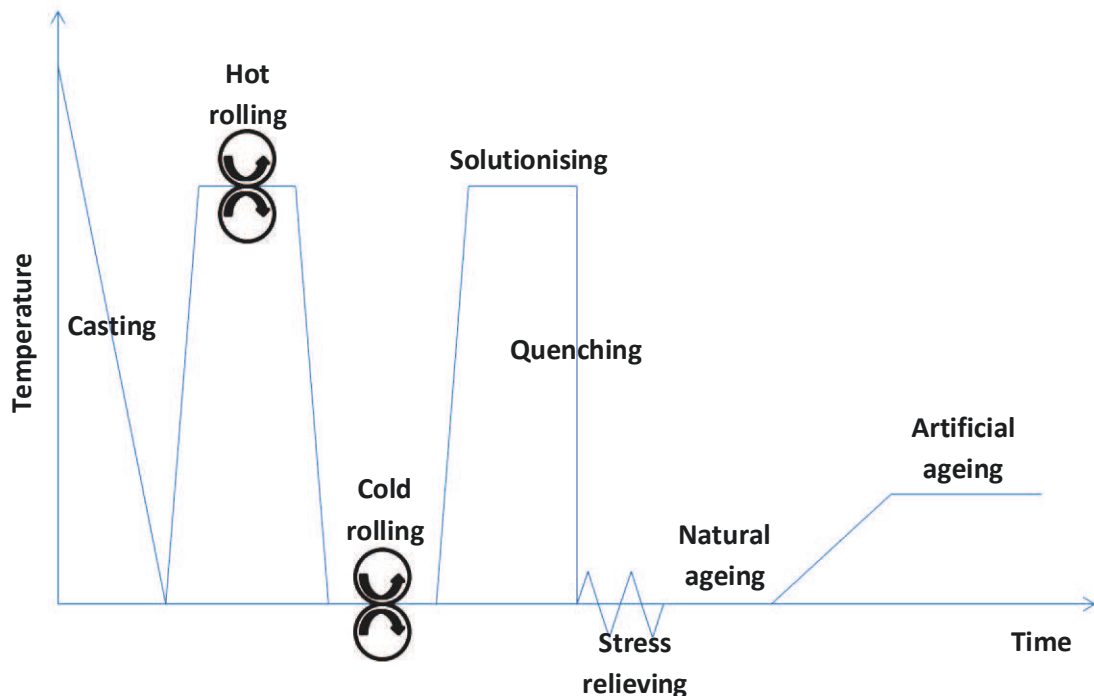 Hot
rolling
Solutionising
Temperature
Casting
Quenching
Artificial
ageing
Cold
rolling
Natural
ageing
Stress
relieving
Time